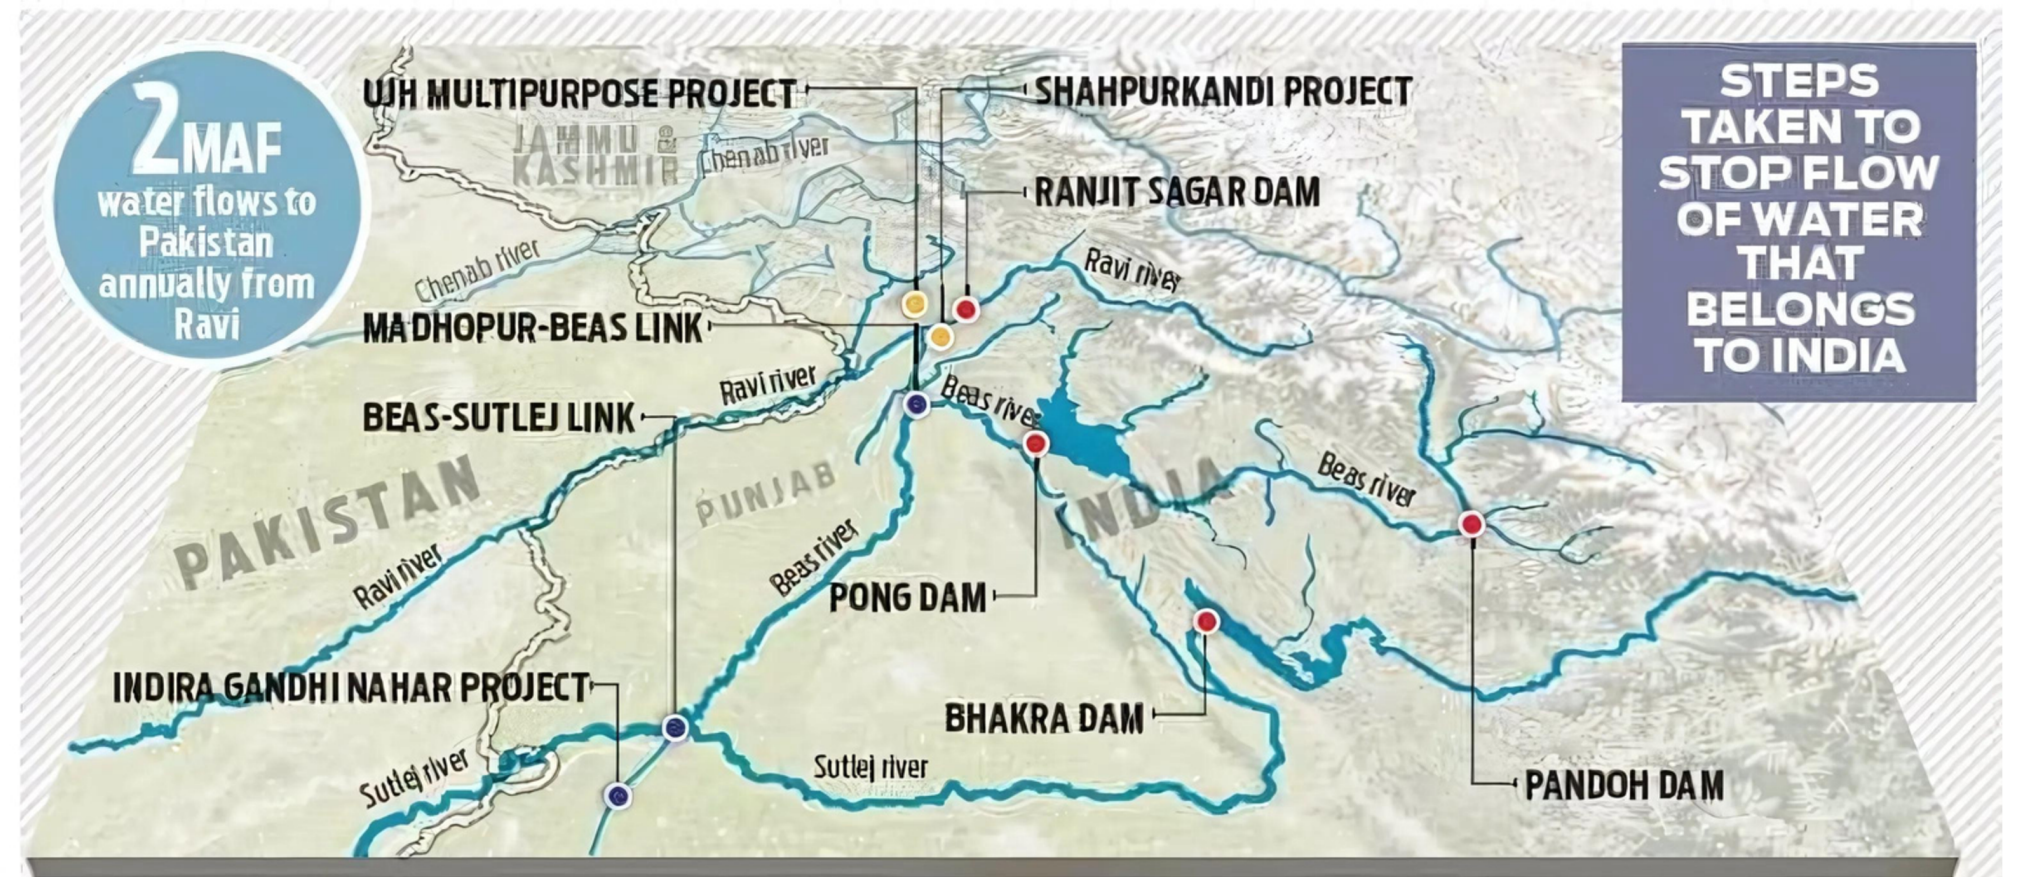 2MAF
water flows to
Pakistan
annually from
Ravi
UJH MULTIPURPOSE PROJECT
SHAHPURKANDI PROJECT
STEPS
TAKEN TO
STOP FLOW
OF WATER
THAT
BELONGS
TO INDIA
JAMMU &
KASHMIR
Chenab river
RANJIT SAGAR DAM
Chenab river
Ravi river
MADHOPUR-BEAS LINK
Ravi river
Beas river
BEAS-SUTLEJ LINK
PAKISTAN
PUNJAB
INDIA
Beas river
Ravi river
Beas river
PONG DAM
INDIRA GANDHI NAHAR PROJECT
BHAKRA DAM
Sutlej river
Sutlej river
PANDOH DAM